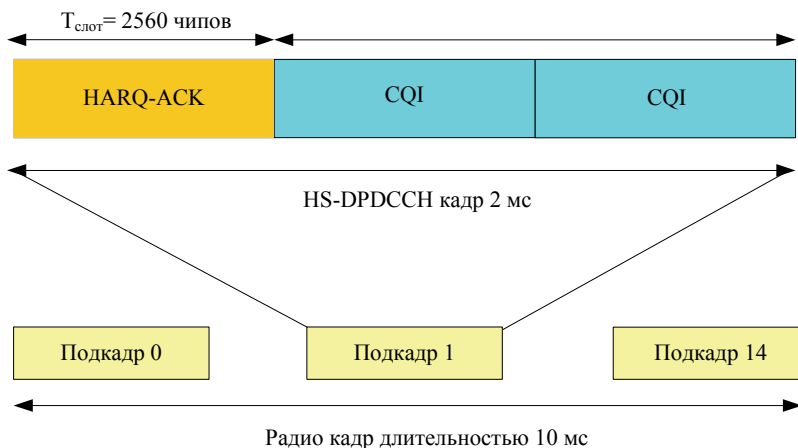 Tслот= 2560 чипов
HARQ-ACK
CQI
CQI
HS-DPDCCH кадр 2 мс
Подкадр 0
Подкадр 1
Подкадр 14
Радио кадр длительностью 10 мс